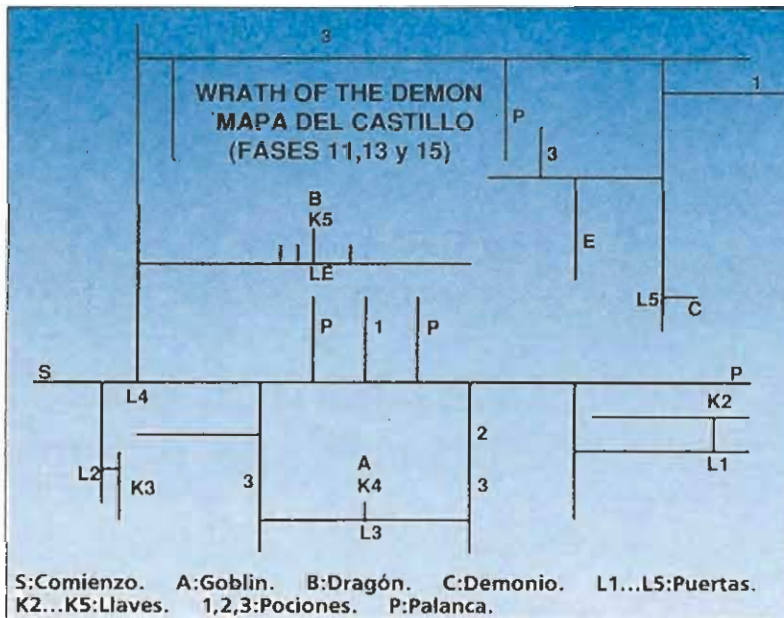 3
WRATH OF THE DEMON
MAPA DEL CASTILLO
(FASES 11,13 y 15)
1
P
3
B
K5
LE
E
L5
C
P
1
P
S
P
L4
K2
2
L2
K3
3
A
K4
3
L1
L3
S:Comienzo. A:Goblin. B:Dragón. C:Demonio. L1...L5:Puertas.
K2...K5:Llaves. 1,2,3:Pociones. P:Palanca.